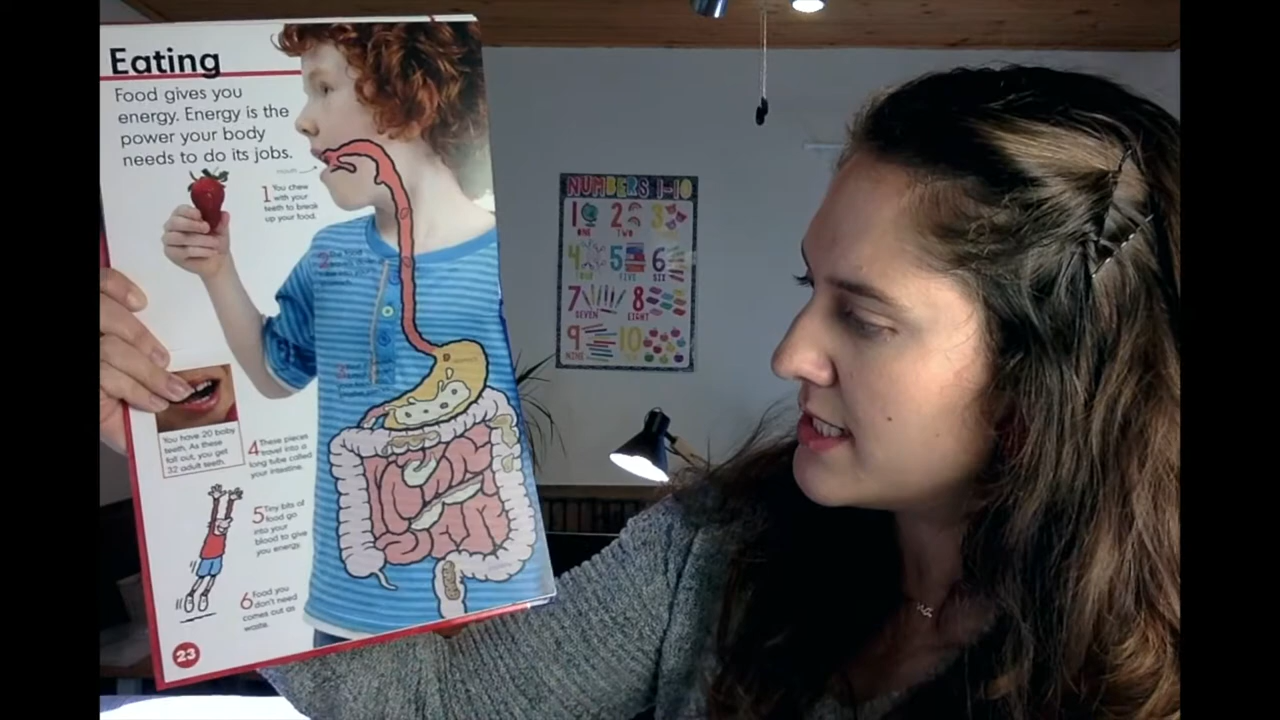 Eating
Food gives you
energy. Energy is the
power your body
needs to do its jobs.
1 You chew
with your
teeth to break
up your food.
You have 20 baby
teeth. As these
fall out, you get
32 adult teeth.
4 These pieces
travel into a
long tube called
your intestine.
5 Tiny bits of
food go
into your
blood to give
you energy.
6 Food you
don't need
comes out as
waste.
23
NUMBERS 1-10
1 2 3
ONE TWO
4 5 6
FIVE SIX
7 8
SEVEN EIGHT
9 10
NINE